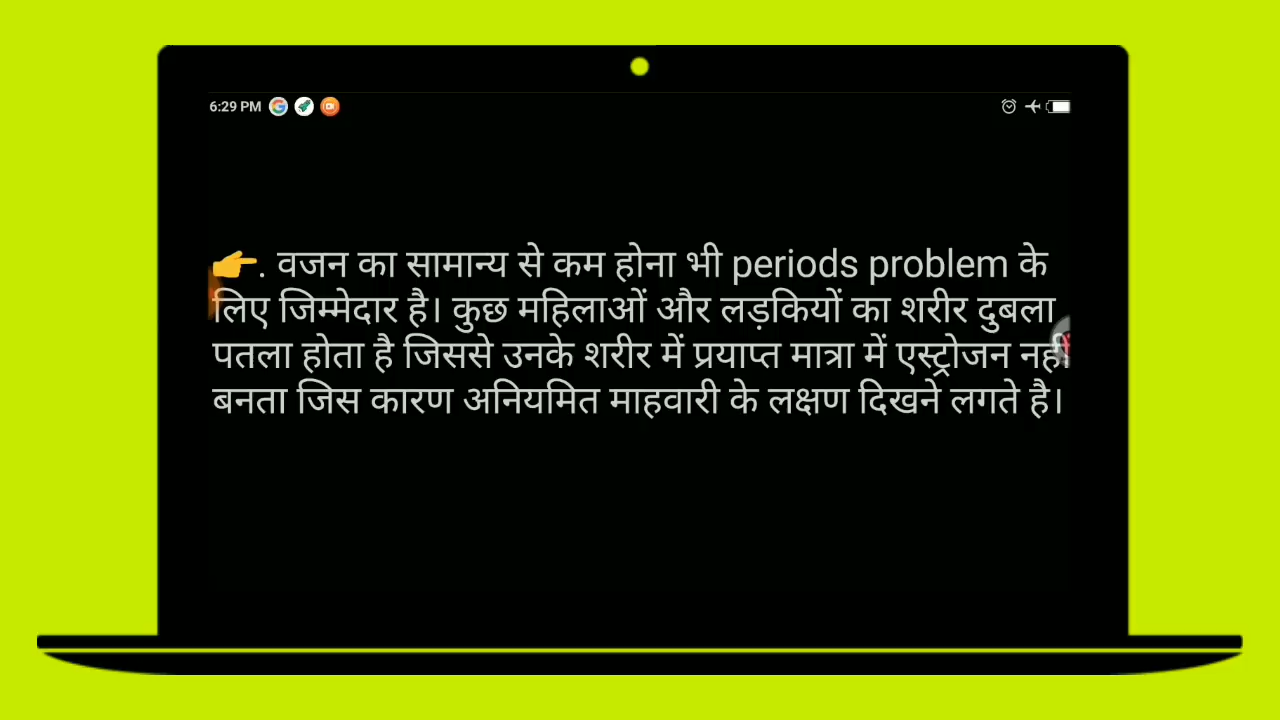 6:29 PM
👉. वजन का सामान्य से कम होना भी periods problem के
लिए जिम्मेदार है। कुछ महिलाओं और लड़कियों का शरीर दुबला
पतला होता है जिससे उनके शरीर में प्रयाप्त मात्रा में एस्ट्रोजन नहीं
बनता जिस कारण अनियमित माहवारी के लक्षण दिखने लगते है।